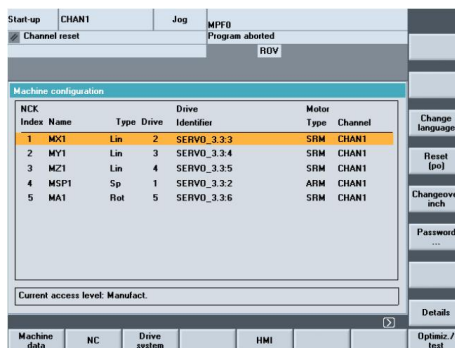 Start-up CHAN1 Jog MPF0
Channel reset Program aborted
ROV
Machine configuration
NCK Drive Motor
Index Name Type Drive Identifier Type Channel
1 MX1 Lin 2 SERVO_3.3:3 SRM CHAN1
2 MY1 Lin 3 SERVO_3.3:4 SRM CHAN1
3 MZ1 Lin 4 SERVO_3.3:5 SRM CHAN1
4 MSP1 Sp 1 SERVO_3.3:2 ARM CHAN1
5 MA1 Rot 5 SERVO_3.3:6 SRM CHAN1
Current access level: Manufact.
Change
language
Reset
(po)
Changeove
inch
Password
...
Details
Machine
data
NC
Drive
system
HMI
Optimiz./
test